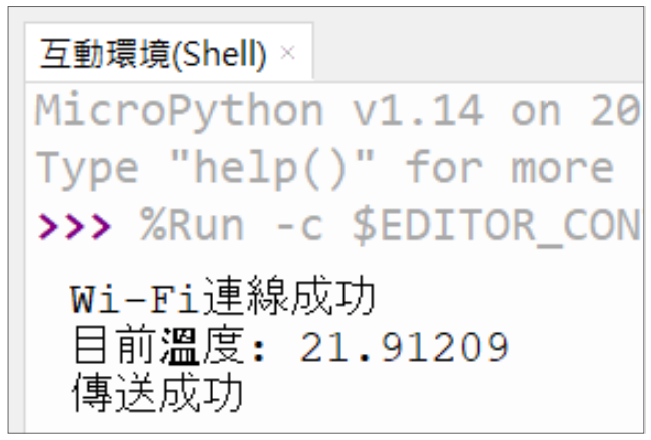 互動環境(Shell) ×
MicroPython v1.14 on 20
Type "help()" for more
>>> %Run -c $EDITOR_CON
Wi-Fi連線成功
目前溫度: 21.91209
傳送成功